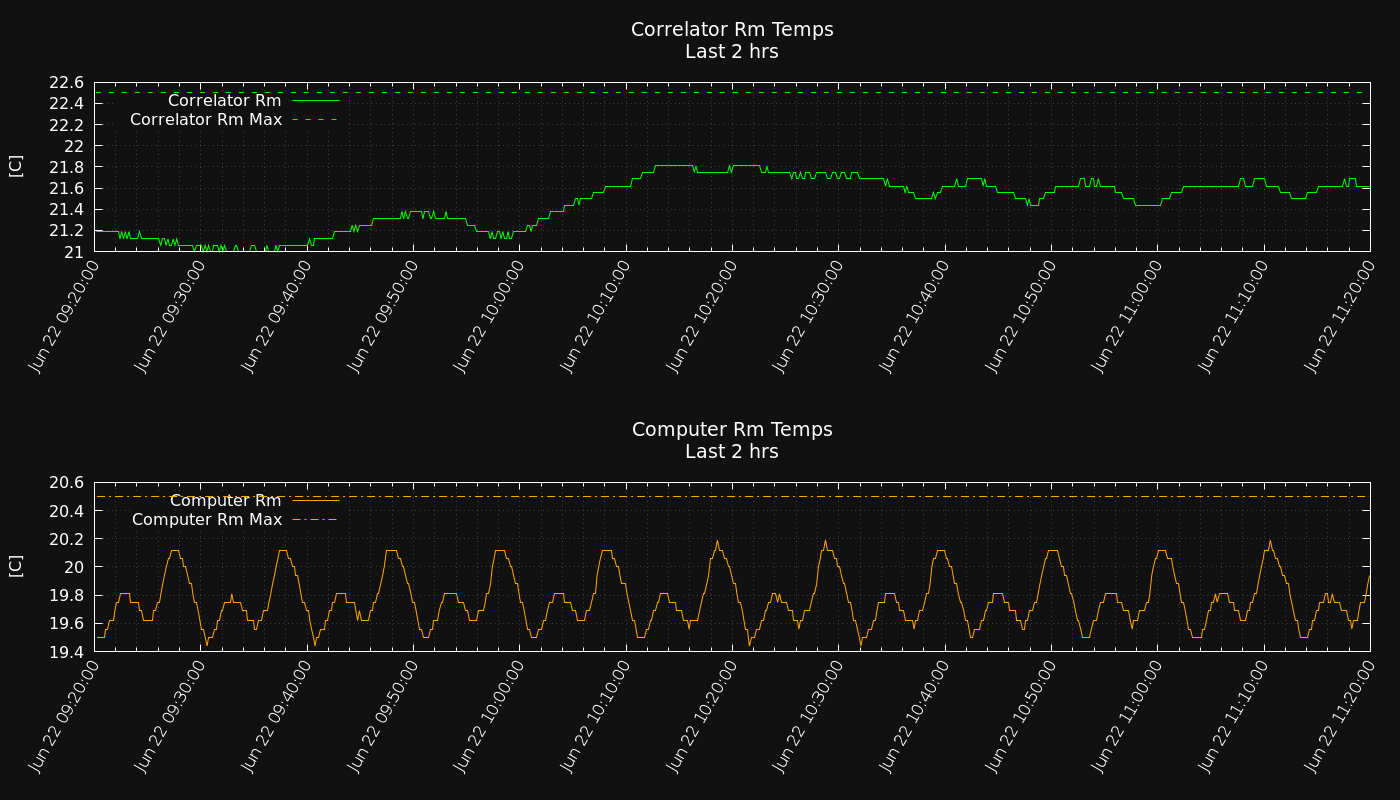 Correlator Rm Temps
Last 2 hrs
[C]
22.6
22.4
22.2
22
21.8
21.6
21.4
21.2
21
Correlator Rm
Correlator Rm Max
Jun 22 09:20:00
Jun 22 09:30:00
Jun 22 09:40:00
Jun 22 09:50:00
Jun 22 10:00:00
Jun 22 10:10:00
Jun 22 10:20:00
Jun 22 10:30:00
Jun 22 10:40:00
Jun 22 10:50:00
Jun 22 11:00:00
Jun 22 11:10:00
Jun 22 11:20:00
Computer Rm Temps
Last 2 hrs
[C]
20.6
20.4
20.2
20
19.8
19.6
19.4
Computer Rm
Computer Rm Max
Jun 22 09:20:00
Jun 22 09:30:00
Jun 22 09:40:00
Jun 22 09:50:00
Jun 22 10:00:00
Jun 22 10:10:00
Jun 22 10:20:00
Jun 22 10:30:00
Jun 22 10:40:00
Jun 22 10:50:00
Jun 22 11:00:00
Jun 22 11:10:00
Jun 22 11:20:00